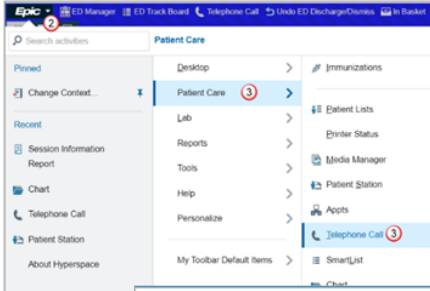 Epic ED Manager ED Track Board Telephone Call Undo ED Discharge/Dismiss In Basket
2
Search activities
Patient Care
Pinned
Change Context...
Recent
Session Information Report
Chart
Telephone Call
Patient Station
About Hyperspace
Desktop
Patient Care 3
Lab
Reports
Tools
Help
Personalize
My Toolbar Default Items
Immunizations
Patient Lists
Printer Status
Media Manager
Patient Station
Appts
Telephone Call 3
SmartList
Chart